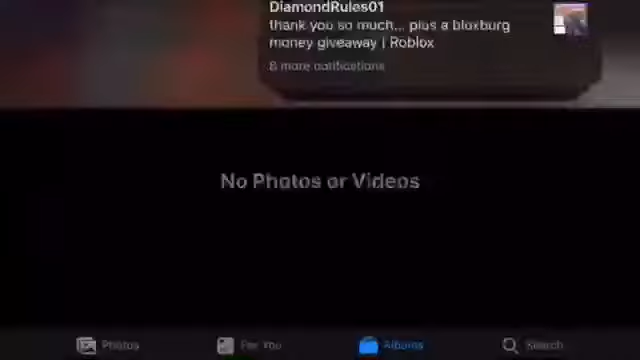 DiamondRules01
thank you so much... plus a bloxburg
money giveaway | Roblox
8 more notifications
No Photos or Videos
Photos
For You
Albums
Search